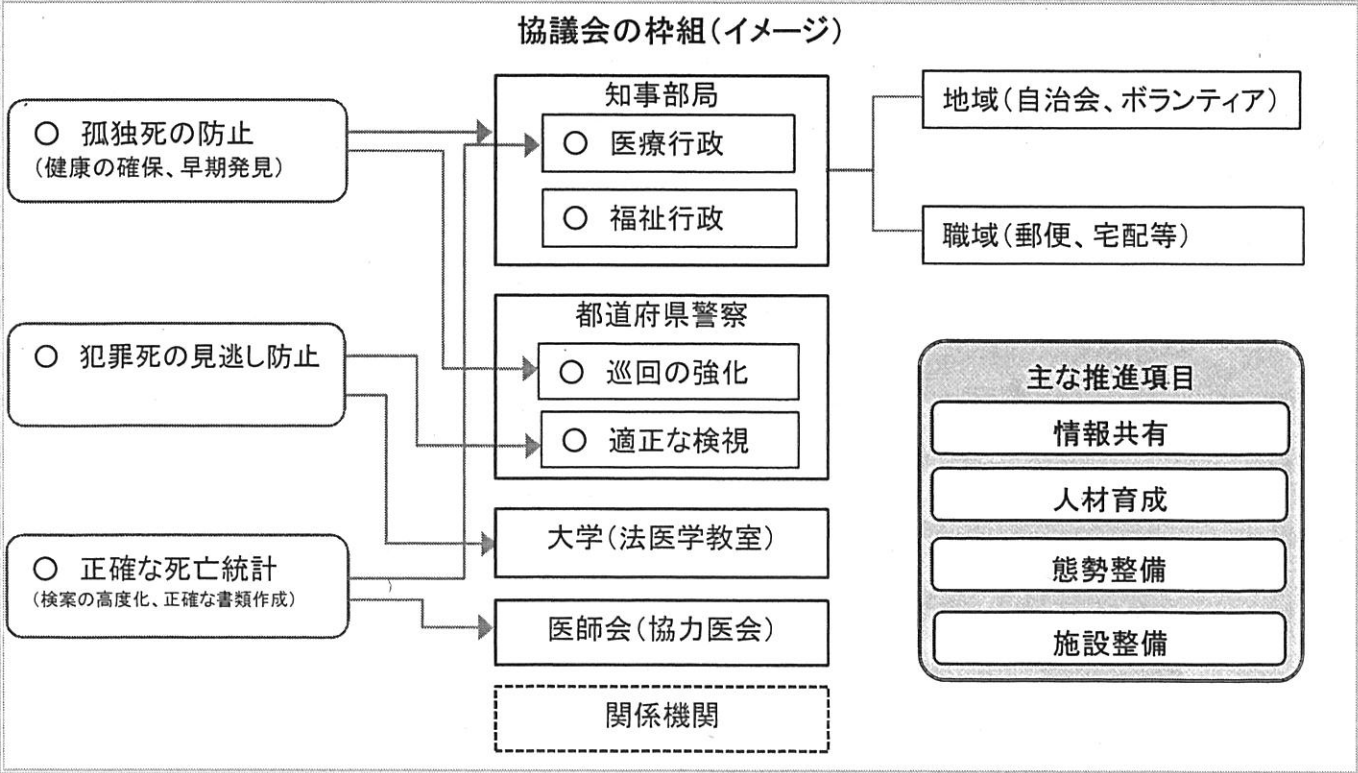 協議会の枠組(イメージ)
○ 孤独死の防止
(健康の確保、早期発見)
○ 犯罪死の見逃し防止
○ 正確な死亡統計
(検案の高度化、正確な書類作成)
知事部局
○ 医療行政
○ 福祉行政
都道府県警察
○ 巡回の強化
○ 適正な検視
大学(法医学教室)
医師会(協力医会)
関係機関
地域(自治会、ボランティア)
職域(郵便、宅配等)
主な推進項目
情報共有
人材育成
態勢整備
施設整備